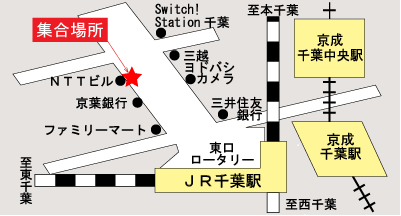 Switch!
Station 千葉
至本千葉
集合場所
京成
千葉中央駅
三越
ヨドバシ
カメラ
NTTビル
京葉銀行
三井住友
銀行
ファミリーマート
東口
ロータリー
京成
千葉駅
至東千葉
JR千葉駅
至西千葉